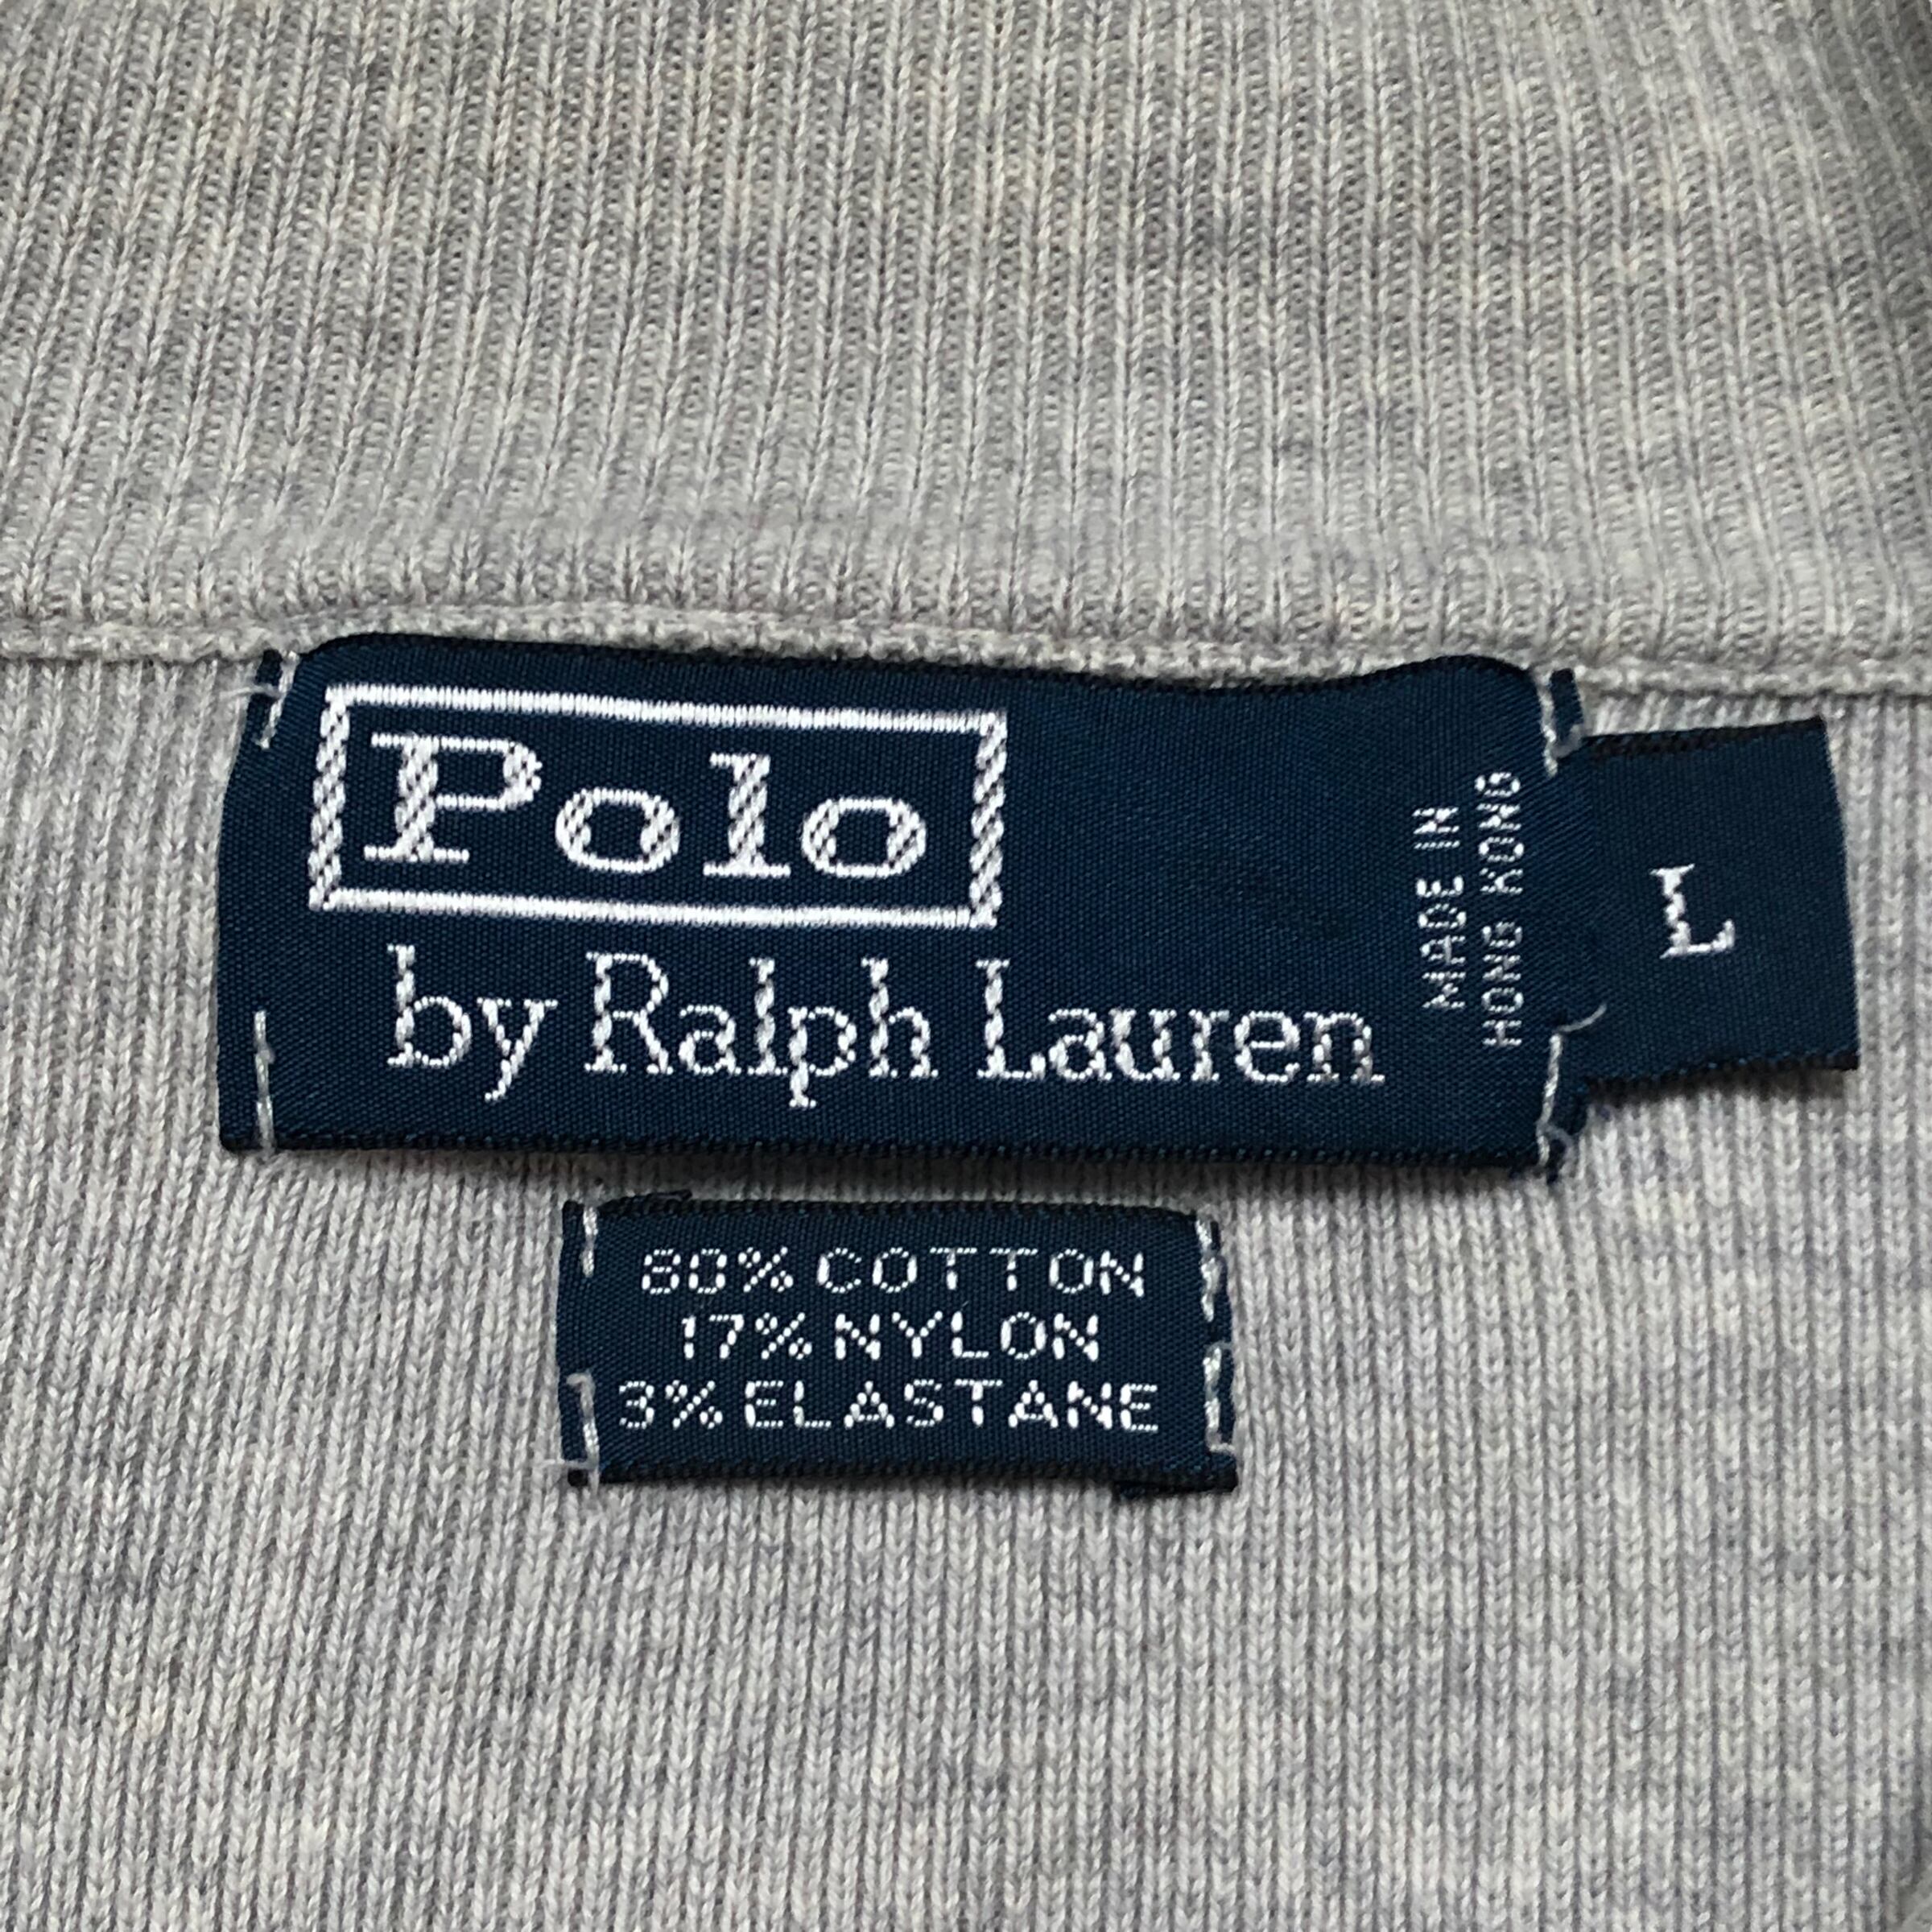 Polo
by Ralph Lauren
MADE IN
HONG KONG
L
80% COTTON
17% NYLON
3% ELASTANE